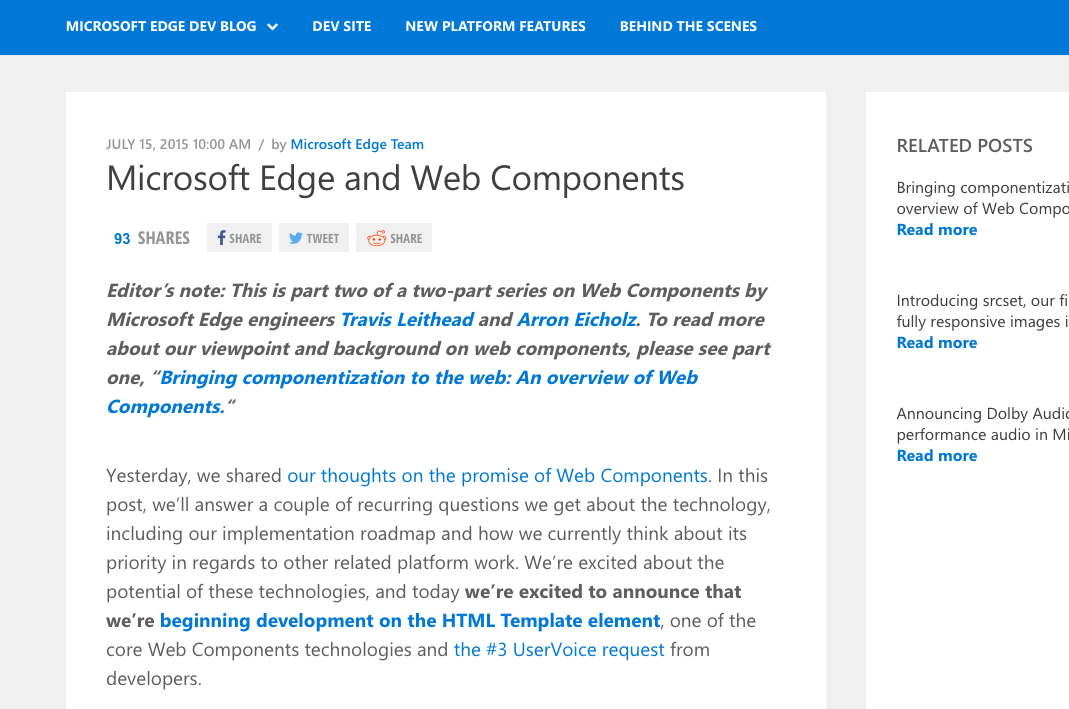 MICROSOFT EDGE DEV BLOG DEV SITE NEW PLATFORM FEATURES BEHIND THE SCENES
JULY 15, 2015 10:00 AM / by Microsoft Edge Team
Microsoft Edge and Web Components
93 SHARES SHARE TWEET SHARE
Editor’s note: This is part two of a two-part series on Web Components by
Microsoft Edge engineers Travis Leithead and Arron Eicholz. To read more
about our viewpoint and background on web components, please see part
one, “Bringing componentization to the web: An overview of Web
Components.“
Yesterday, we shared our thoughts on the promise of Web Components. In this
post, we’ll answer a couple of recurring questions we get about the technology,
including our implementation roadmap and how we currently think about its
priority in regards to other related platform work. We’re excited about the
potential of these technologies, and today we’re excited to announce that
we’re beginning development on the HTML Template element, one of the
core Web Components technologies and the #3 UserVoice request from
developers.
RELATED POSTS
Bringing
overview of Web
Read more
Introducing srcset, our
fully responsive images
Read more
Announcing Dolby
performance audio in
Read more